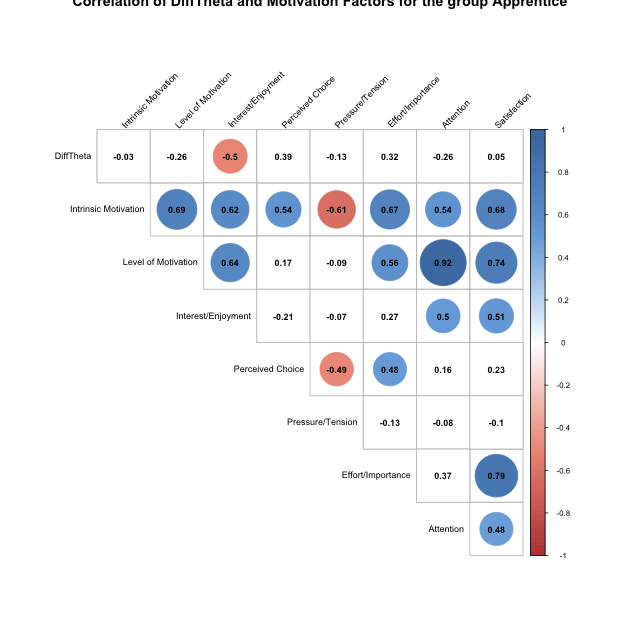 Correlation of DiffTheta and Motivation Factors for the group Apprentice
Intrinsic Motivation
Level of Motivation
Interest/Enjoyment
Perceived Choice
Pressure/Tension
Effort/Importance
Attention
Satisfaction
DiffTheta -0.03 -0.26 -0.5 0.39 -0.13 0.32 -0.26 0.05
Intrinsic Motivation 0.69 0.62 0.54 -0.61 0.67 0.54 0.68
Level of Motivation 0.64 0.17 -0.09 0.56 0.92 0.74
Interest/Enjoyment -0.21 -0.07 0.27 0.5 0.51
Perceived Choice -0.49 0.48 0.16 0.23
Pressure/Tension -0.13 -0.08 -0.1
Effort/Importance 0.37 0.79
Attention 0.48
1
0.8
0.6
0.4
0.2
0
-0.2
-0.4
-0.6
-0.8
-1